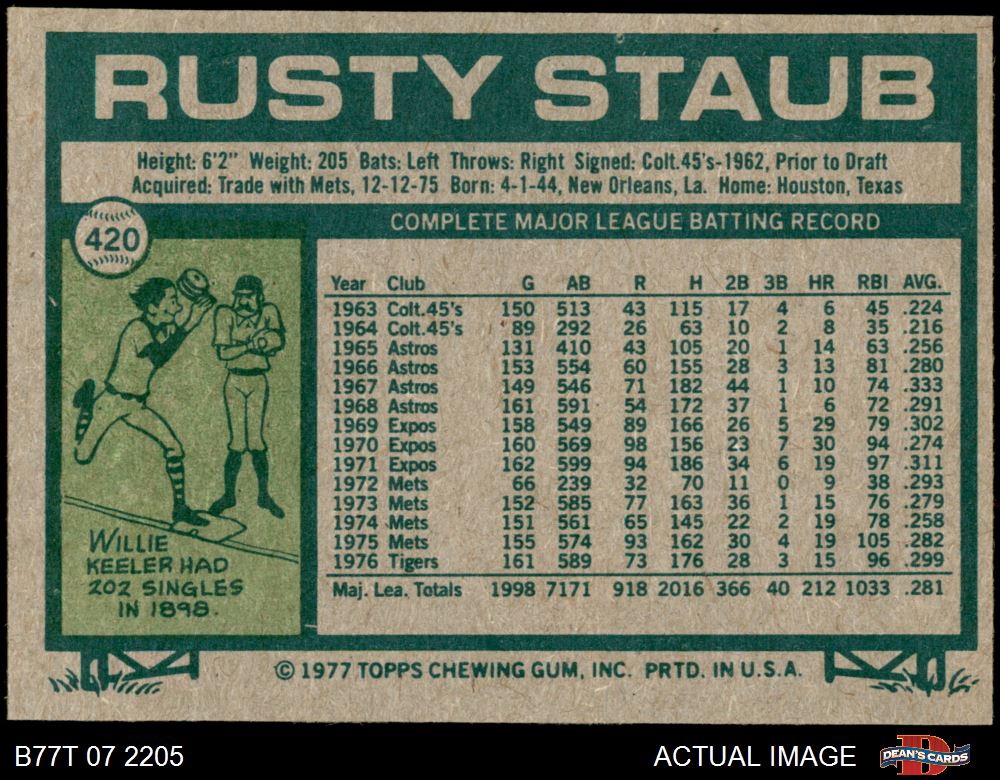 RUSTY STAUB
Height: 6'2" Weight: 205 Bats: Left Throws: Right Signed: Colt.45's-1962, Prior to Draft
Acquired: Trade with Mets, 12-12-75 Born: 4-1-44, New Orleans, La. Home: Houston, Texas
420
COMPLETE MAJOR LEAGUE BATTING RECORD
Year Club G AB R H 2B 3B HR RBI AVG.
1963 Colt.45's 150 513 43 115 17 4 6 45 .224
1964 Colt.45's 89 292 26 63 10 2 8 35 .216
1965 Astros 131 410 43 105 20 1 14 63 .256
1966 Astros 153 554 60 155 28 3 13 81 .280
1967 Astros 149 546 71 182 44 1 10 74 .333
1968 Astros 161 591 54 172 37 1 6 72 .291
1969 Expos 158 549 89 166 26 5 29 79 .302
1970 Expos 160 569 98 156 23 7 30 94 .274
1971 Expos 162 599 94 186 34 6 19 97 .311
1972 Mets 66 239 32 70 11 0 9 38 .293
1973 Mets 152 585 77 163 36 1 15 76 .279
1974 Mets 151 561 65 145 22 2 19 78 .258
1975 Mets 155 574 93 162 30 4 19 105 .282
1976 Tigers 161 589 73 176 28 3 15 96 .299
Maj. Lea. Totals 1998 7171 918 2016 366 40 212 1033 .281
WILLIE
KEELER HAD
202 SINGLES
IN 1898.
© 1977 TOPPS CHEWING GUM, INC. PRTD. IN U.S.A.
B77T 07 2205
ACTUAL IMAGE
D
DEAN'S CARDS